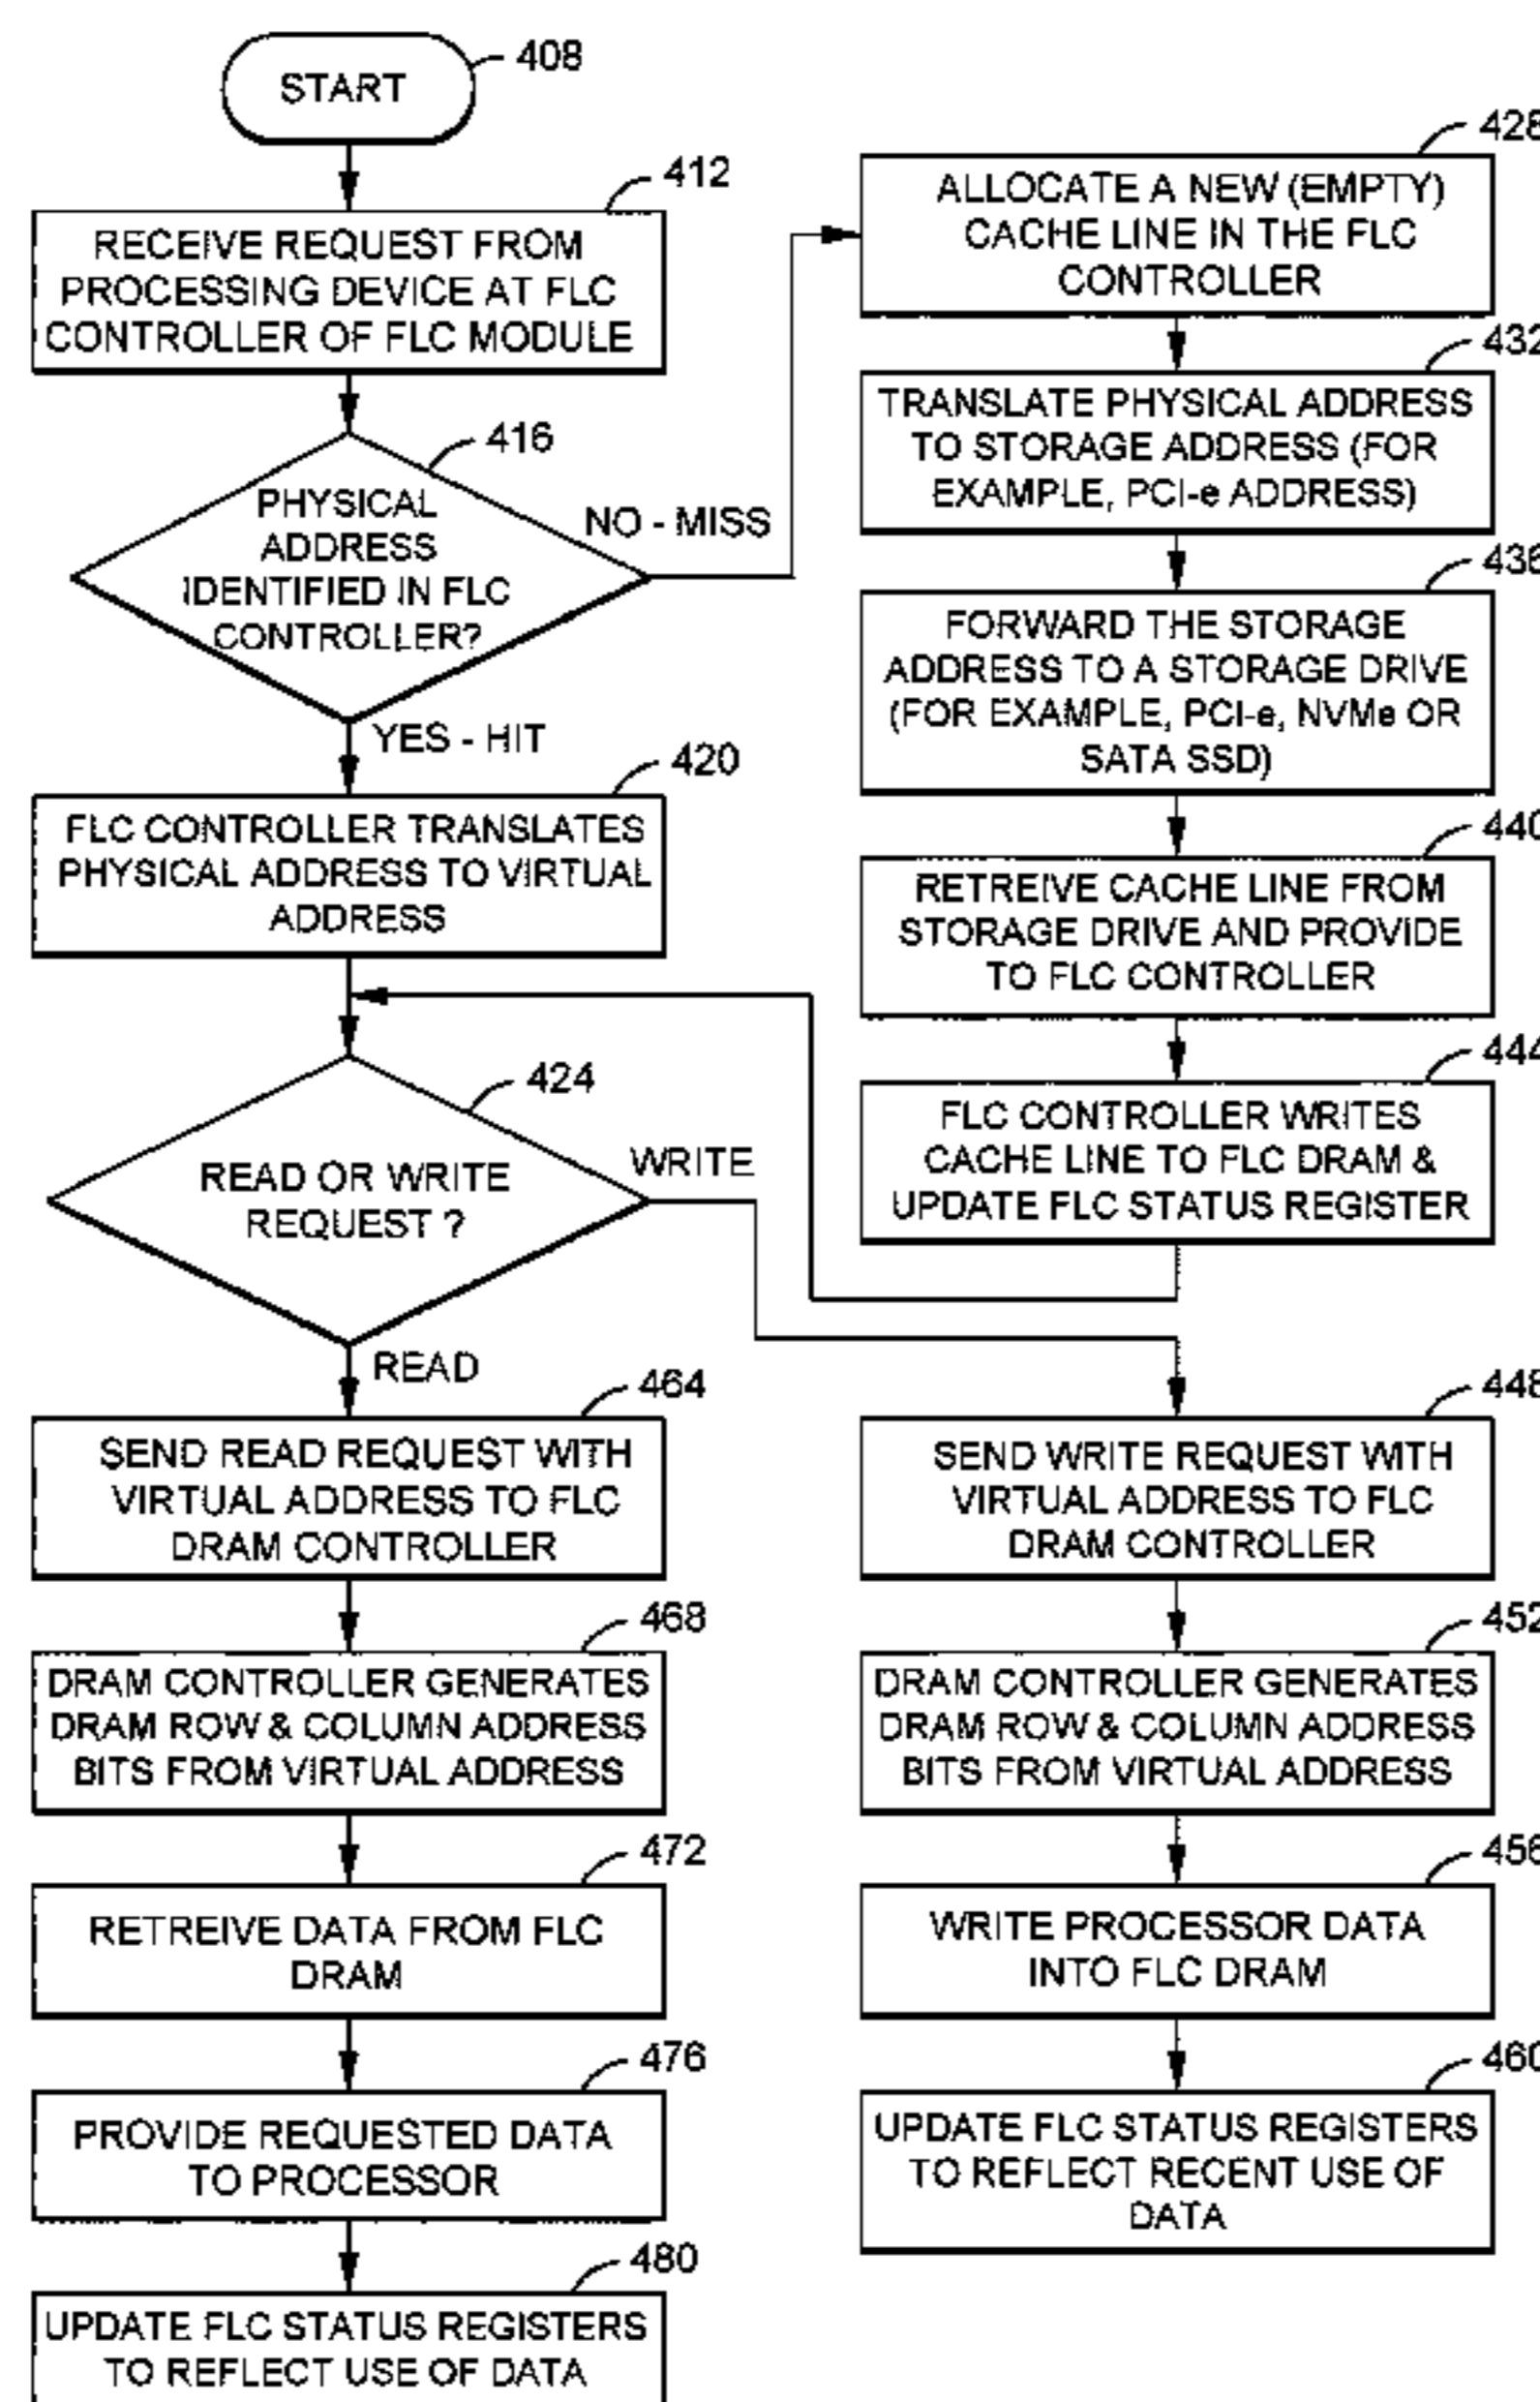 START
408
412
RECEIVE REQUEST FROM
PROCESSING DEVICE AT FLC
CONTROLLER OF FLC MODULE
416
PHYSICAL
ADDRESS
IDENTIFIED IN FLC
CONTROLLER?
NO - MISS
YES - HIT
420
FLC CONTROLLER TRANSLATES
PHYSICAL ADDRESS TO VIRTUAL
ADDRESS
424
READ OR WRITE
REQUEST ?
WRITE
READ
428
ALLOCATE A NEW (EMPTY)
CACHE LINE IN THE FLC
CONTROLLER
432
TRANSLATE PHYSICAL ADDRESS
TO STORAGE ADDRESS (FOR
EXAMPLE, PCI-e ADDRESS)
436
FORWARD THE STORAGE
ADDRESS TO A STORAGE DRIVE
(FOR EXAMPLE, PCI-e, NVMe OR
SATA SSD)
440
RETREIVE CACHE LINE FROM
STORAGE DRIVE AND PROVIDE
TO FLC CONTROLLER
444
FLC CONTROLLER WRITES
CACHE LINE TO FLC DRAM &
UPDATE FLC STATUS REGISTER
464
SEND READ REQUEST WITH
VIRTUAL ADDRESS TO FLC
DRAM CONTROLLER
468
DRAM CONTROLLER GENERATES
DRAM ROW & COLUMN ADDRESS
BITS FROM VIRTUAL ADDRESS
472
RETREIVE DATA FROM FLC
DRAM
476
PROVIDE REQUESTED DATA
TO PROCESSOR
480
UPDATE FLC STATUS REGISTERS
TO REFLECT USE OF DATA
448
SEND WRITE REQUEST WITH
VIRTUAL ADDRESS TO FLC
DRAM CONTROLLER
452
DRAM CONTROLLER GENERATES
DRAM ROW & COLUMN ADDRESS
BITS FROM VIRTUAL ADDRESS
456
WRITE PROCESSOR DATA
INTO FLC DRAM
460
UPDATE FLC STATUS REGISTERS
TO REFLECT RECENT USE OF
DATA